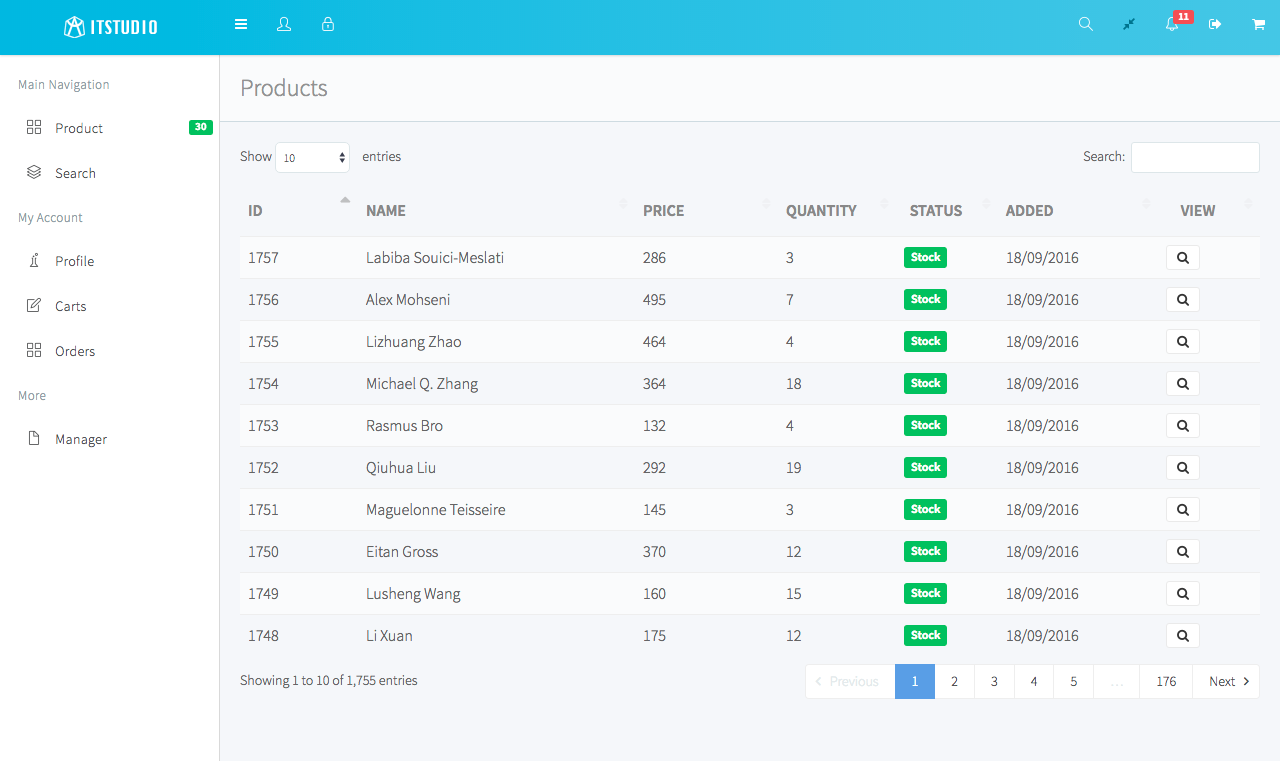 ITSTUDIO
11
Main Navigation
Product 30
Search
My Account
Profile
Carts
Orders
More
Manager
Products
Show 10 entries Search:
ID NAME PRICE QUANTITY STATUS ADDED VIEW
1757 Labiba Souici-Meslati 286 3 Stock 18/09/2016
1756 Alex Mohseni 495 7 Stock 18/09/2016
1755 Lizhuang Zhao 464 4 Stock 18/09/2016
1754 Michael Q. Zhang 364 18 Stock 18/09/2016
1753 Rasmus Bro 132 4 Stock 18/09/2016
1752 Qiuhua Liu 292 19 Stock 18/09/2016
1751 Maguelonne Teisseire 145 3 Stock 18/09/2016
1750 Eitan Gross 370 12 Stock 18/09/2016
1749 Lusheng Wang 160 15 Stock 18/09/2016
1748 Li Xuan 175 12 Stock 18/09/2016
Showing 1 to 10 of 1,755 entries Previous 1 2 3 4 5 … 176 Next